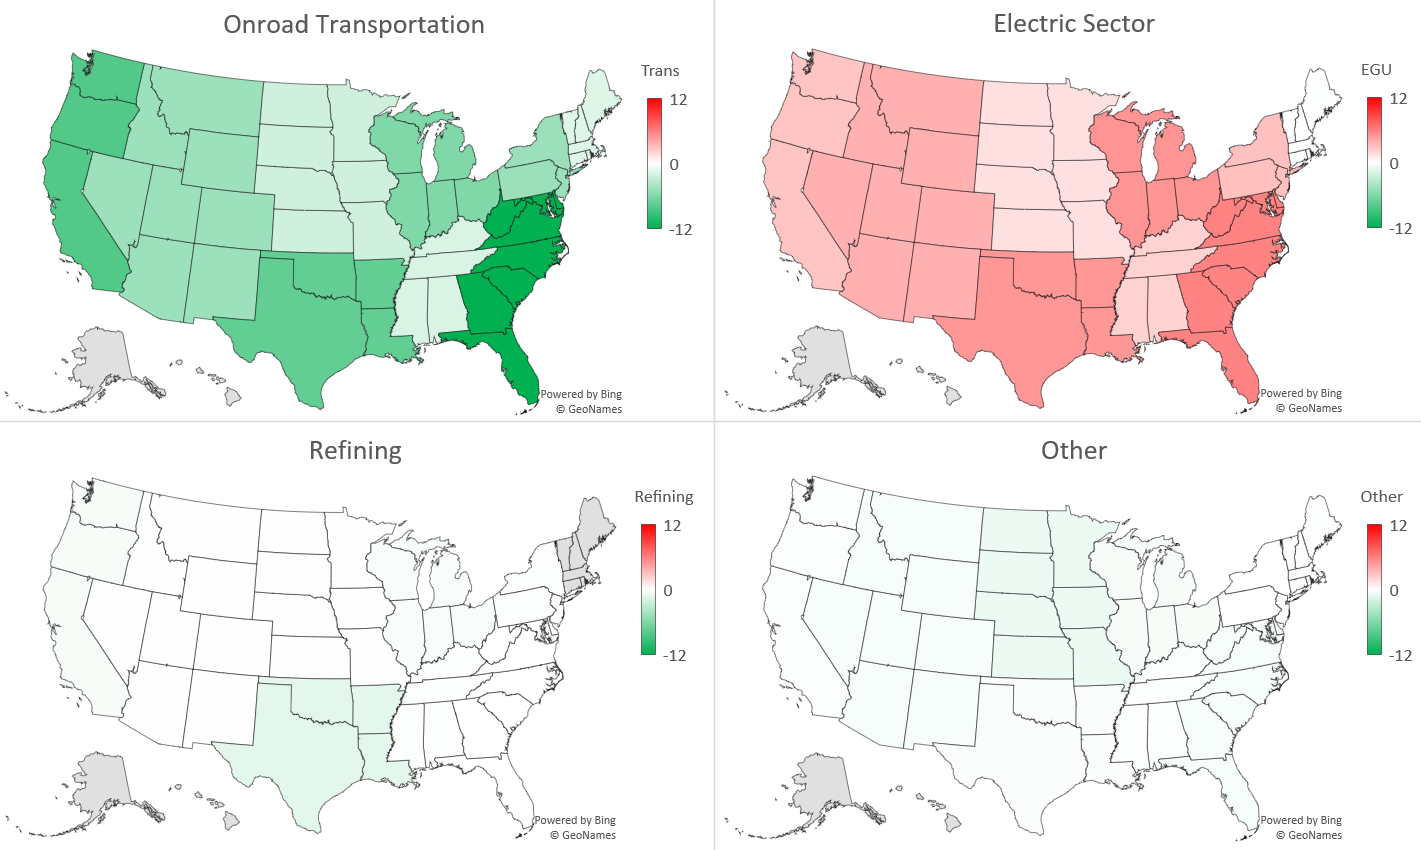 Onroad Transportation
Trans
12
0
-12
Powered by Bing
© GeoNames
Electric Sector
EGU
12
0
-12
Powered by Bing
© GeoNames
Refining
Refining
12
0
-12
Powered by Bing
© GeoNames
Other
Other
12
0
-12
Powered by Bing
© GeoNames